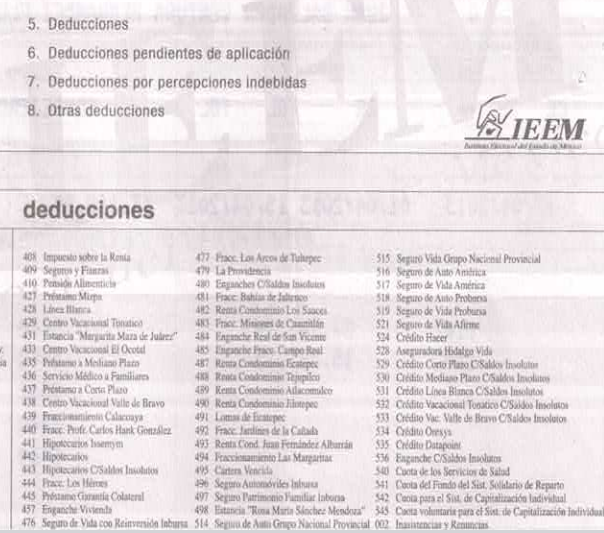 5. Deducciones
6. Deducciones pendientes de aplicación
7. Deducciones por percepciones indebidas
8. Otras deducciones
IEEM
Instituto Electoral del Estado de México
deducciones
408 Impuesto sobre la Renta
409 Seguros y Fianzas
410 Pensión Alimenticia
427 Préstamo Mizpa
428 Línea Blanca
429 Centro Vacacional Tonatico
431 Estancia "Margarita Maza de Juárez"
433 Centro Vacacional El Ocotal
435 Préstamo a Mediano Plazo
436 Servicio Médico a Familiares
437 Préstamo a Corto Plazo
438 Centro Vacacional Valle de Bravo
439 Fraccionamiento Calacoaya
440 Fracc. Profr. Carlos Hank González
441 Hipotecarios Issemym
442 Hipotecarios
443 Hipotecarios C/Saldos Insolutos
444 Fracc. Los Héroes
445 Préstamo Garantía Colateral
457 Enganche Vivienda
476 Seguro de Vida con Reinversión Inbursa
477 Fracc. Los Arcos de Tultepec
479 La Providencia
480 Enganches C/Saldos Insolutos
481 Fracc. Bahías de Jaltenco
482 Renta Condominio Los Sauces
483 Fracc. Misiones de Cuautitlán
484 Enganche Real de San Vicente
485 Enganche Fracc. Campo Real
487 Renta Condominio Ecatepec
488 Renta Condominio Tejupilco
489 Renta Condominio Atlacomulco
490 Renta Condominio Jilotepec
491 Lomas de Ecatepec
492 Fracc. Jardines de la Cañada
493 Renta Cond. Juan Fernández Albarrán
494 Fraccionamiento Las Margaritas
495 Cartera Vencida
496 Seguro Automóviles Inbursa
497 Seguro Patrimonio Familiar Inbursa
498 Estancia "Rosa María Sánchez Mendoza"
514 Seguro de Auto Grupo Nacional Provincial
515 Seguro Vida Grupo Nacional Provincial
516 Seguro de Auto América
517 Seguro de Vida América
518 Seguro de Auto Probursa
519 Seguro de Vida Probursa
521 Seguro de Vida Afirme
524 Crédito Hacer
528 Aseguradora Hidalgo Vida
529 Crédito Corto Plazo C/Saldos Insolutos
530 Crédito Mediano Plazo C/Saldos Insolutos
531 Crédito Línea Blanca C/Saldos Insolutos
532 Crédito Vacacional Tonatico C/Saldos Insolutos
533 Crédito Vac. Valle de Bravo C/Saldos Insolutos
534 Crédito Oresys
535 Crédito Datapoint
536 Enganche C/Saldos Insolutos
540 Cuota de los Servicios de Salud
541 Cuota del Fondo del Sist. Solidario de Reparto
542 Cuota para el Sist. de Capitalización Individual
545 Cuota voluntaria para el Sist. de Capitalización Individual
002 Inasistencias y Renuncias